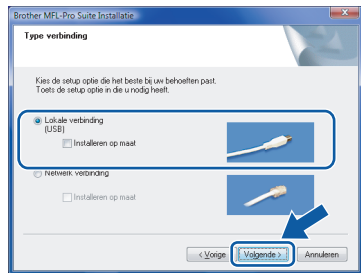 Brother MFL-Pro Suite Installatie
Type verbinding
Kies de setup optie die het beste bij uw behoeften past.
Toets de setup optie in die u nodig heeft.
Lokale verbinding
(USB)
Installeren op maat
Netwerk verbinding
Installeren op maat
< Vorige
Volgende >
Annuleren